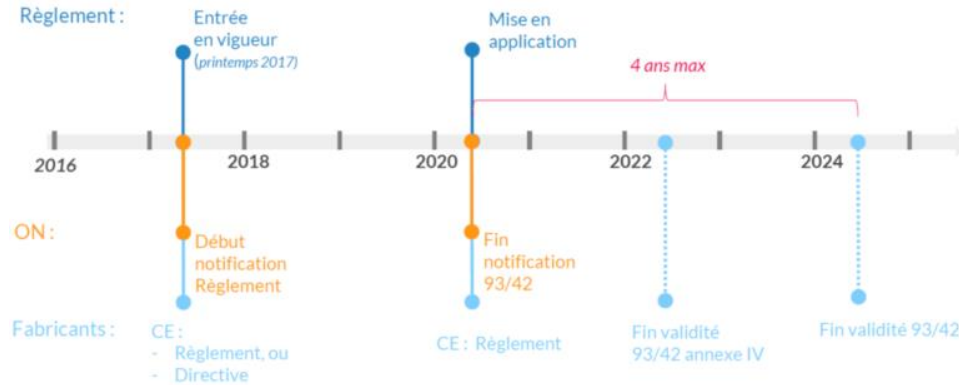 Règlement :
Entrée
en vigueur
(printemps 2017)
Mise en
application
4 ans max
2016
2018
2020
2022
2024
ON :
Début
notification
Règlement
Fin
notification
93/42
Fabricants :
CE :
- Règlement, ou
- Directive
CE : Règlement
Fin validité
93/42 annexe IV
Fin validité 93/42